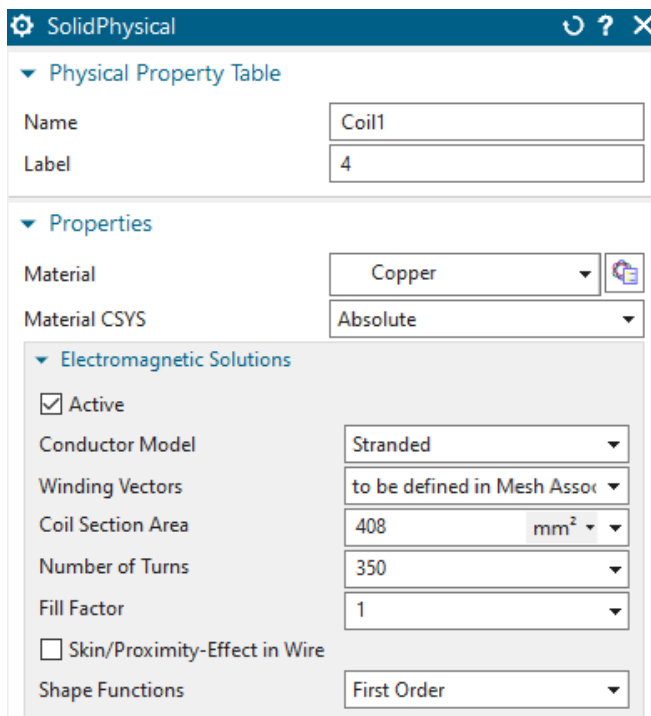 SolidPhysical ?
Physical Property Table
Name Coil1
Label 4
Properties
Material Copper
Material CSYS Absolute
Electromagnetic Solutions
Active
Conductor Model Stranded
Winding Vectors to be defined in Mesh Assoc
Coil Section Area 408 mm²
Number of Turns 350
Fill Factor 1
Skin/Proximity-Effect in Wire
Shape Functions First Order